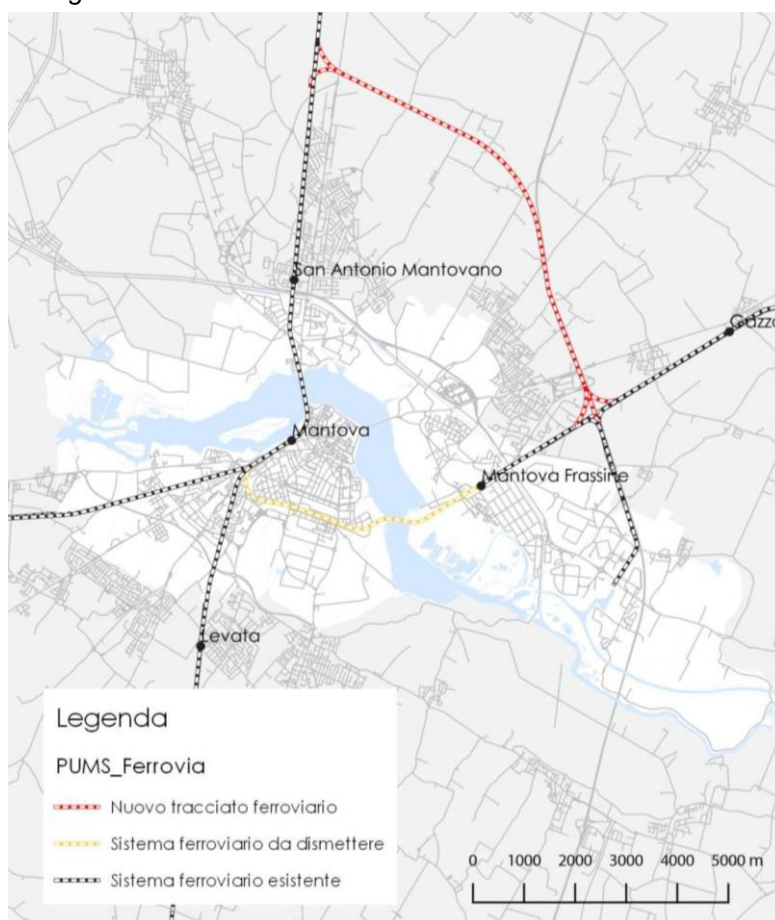 San Antonio Mantovano
Mantova
Mantova Frassine
Levata
Legenda
PUMS_Ferrovia
Nuovo tracciato ferroviario
Sistema ferroviario da dismettere
Sistema ferroviario esistente
0 1000 2000 3000 4000 5000 m